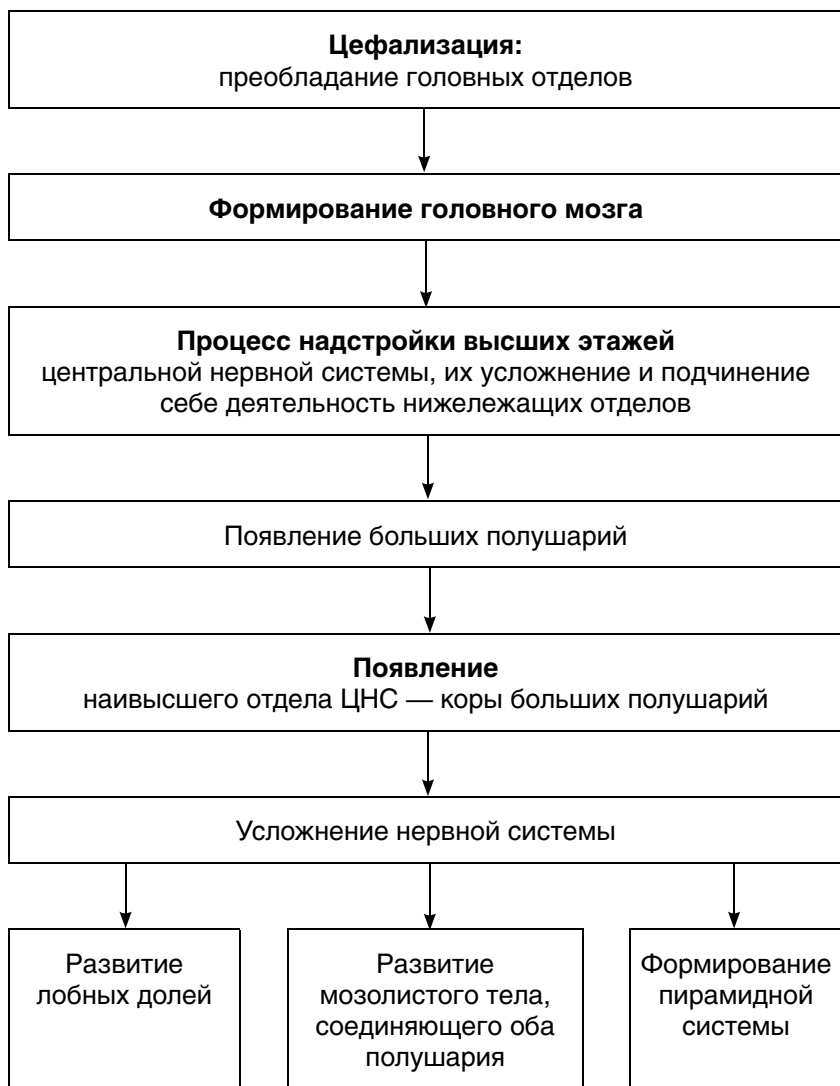 Цефализация:
преобладание головных отделов
Формирование головного мозга
Процесс надстройки высших этажей
центральной нервной системы, их усложнение и подчинение
себе деятельность нижележащих отделов
Появление больших полушарий
Появление
наивысшего отдела ЦНС — коры больших полушарий
Усложнение нервной системы
Развитие
лобных долей
Развитие
мозолистого тела,
соединяющего оба
полушария
Формирование
пирамидной
системы